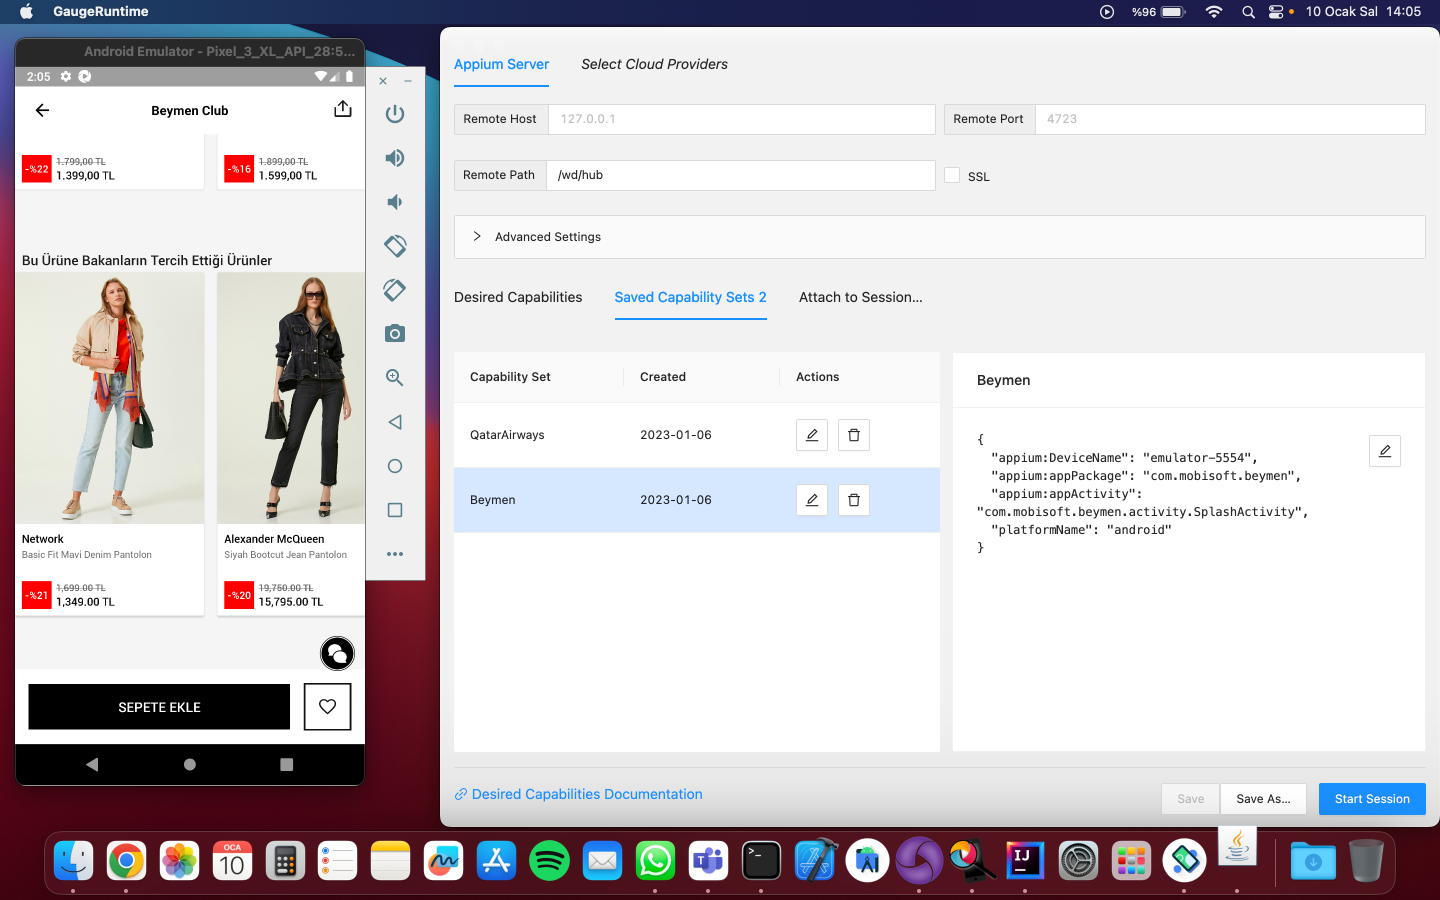 GaugeRuntime
%96
10 Ocak Sal 14:05
Android Emulator - Pixel_3_XL_API_28:5...
2:05
Beymen Club
-%22
1.799,00 TL
1.399,00 TL
-%16
1.899,00 TL
1.599,00 TL
Bu Ürüne Bakanların Tercih Ettiği Ürünler
Network
Basic Fit Mavi Denim Pantolon
-%21
1,699.00 TL
1,349.00 TL
Alexander McQueen
Siyah Bootcut Jean Pantolon
-%20
19,750.00 TL
15,795.00 TL
SEPETE EKLE
Appium Server
Select Cloud Providers
Remote Host
127.0.0.1
Remote Port
4723
Remote Path
/wd/hub
SSL
Advanced Settings
Desired Capabilities
Saved Capability Sets 2
Attach to Session...
Capability Set
Created
Actions
QatarAirways
2023-01-06
Beymen
2023-01-06
Beymen
{
"appium:DeviceName": "emulator-5554",
"appium:appPackage": "com.mobisoft.beymen",
"appium:appActivity":
"com.mobisoft.beymen.activity.SplashActivity",
"platformName": "android"
}
Desired Capabilities Documentation
Save
Save As...
Start Session
OCA
10
>_
IJ